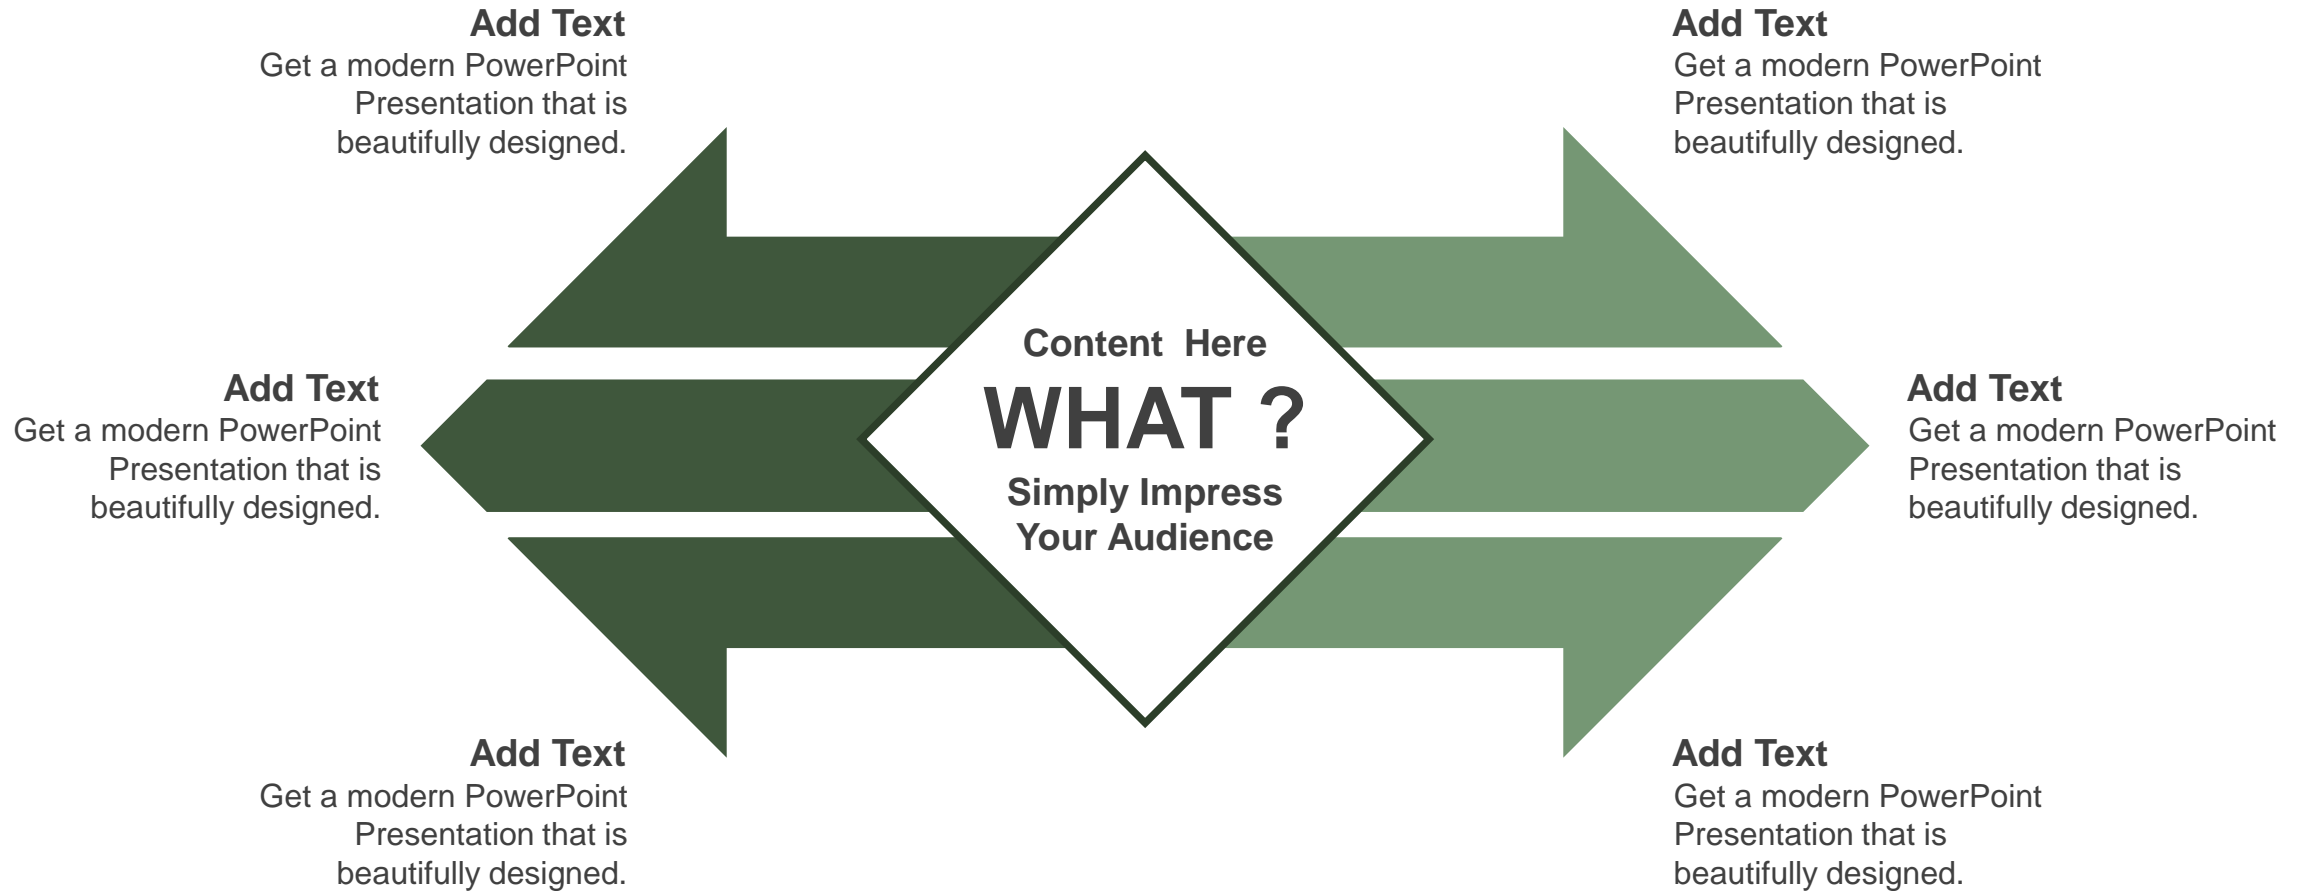 Add Text
Get a modern PowerPoint
Presentation that is
beautifully designed.
Add Text
Get a modern PowerPoint
Presentation that is
beautifully designed.
Add Text
Get a modern PowerPoint
Presentation that is
beautifully designed.
Content  Here
WHAT ?
Simply Impress
Your Audience
Add Text
Get a modern PowerPoint
Presentation that is
beautifully designed.
Add Text
Get a modern PowerPoint
Presentation that is
beautifully designed.
Add Text
Get a modern PowerPoint
Presentation that is
beautifully designed.